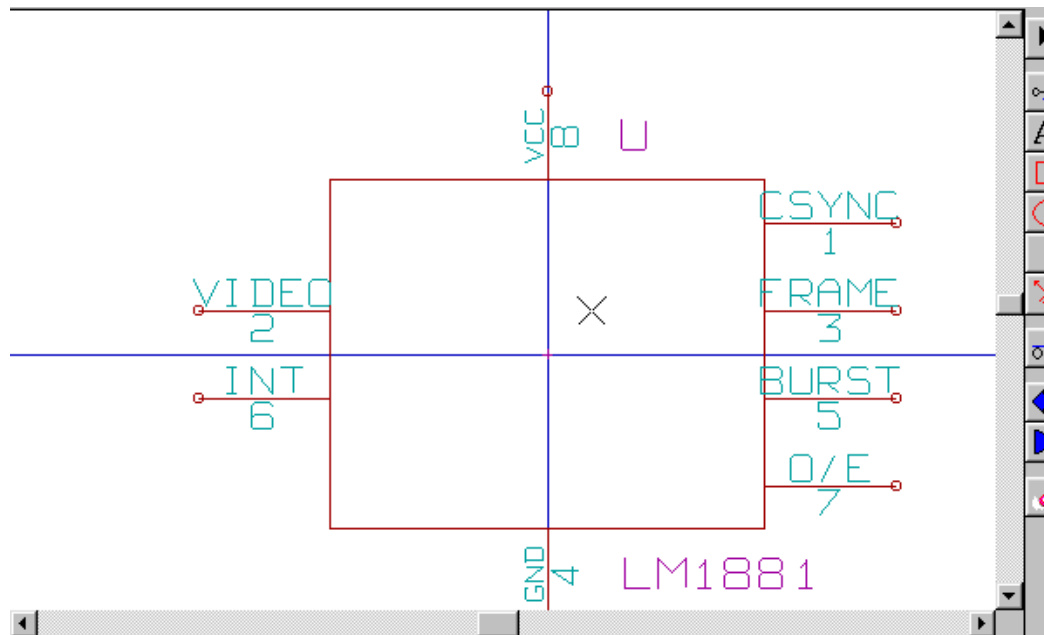 VCC
8
U
CSYNC
1
VIDEO
2
FRAME
3
INT
6
BURST
5
O/E
7
GND
4
LM1881
A